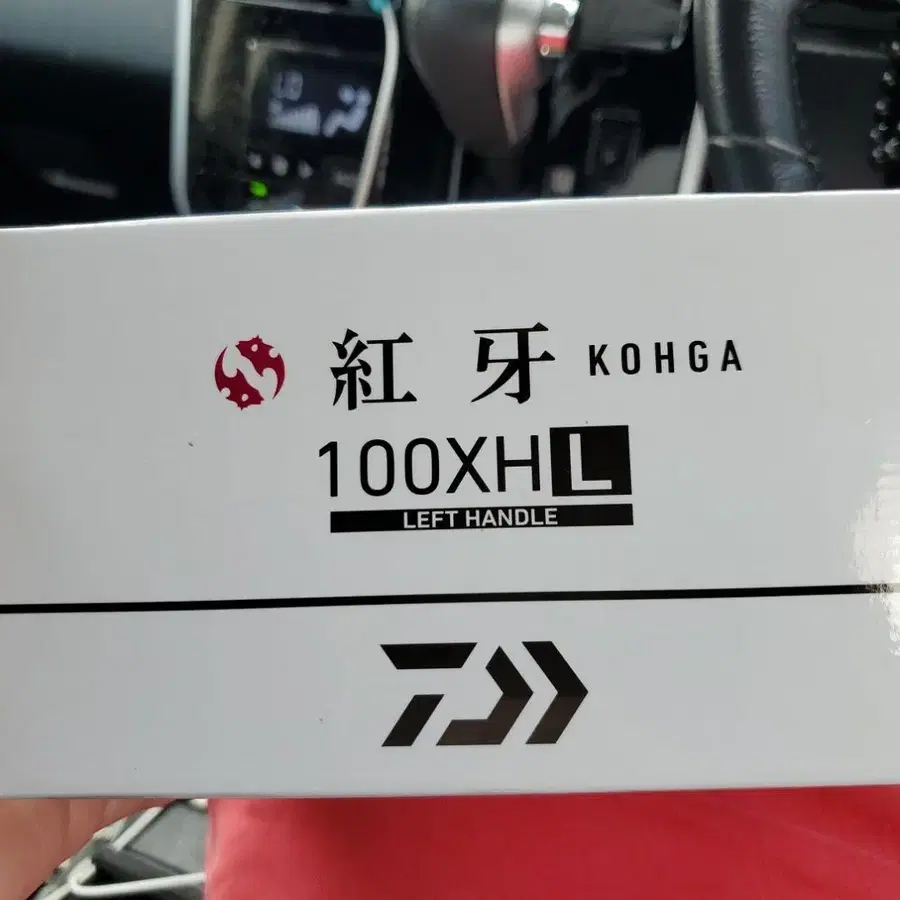 紅牙 KOHGA
100XHL
LEFT HANDLE